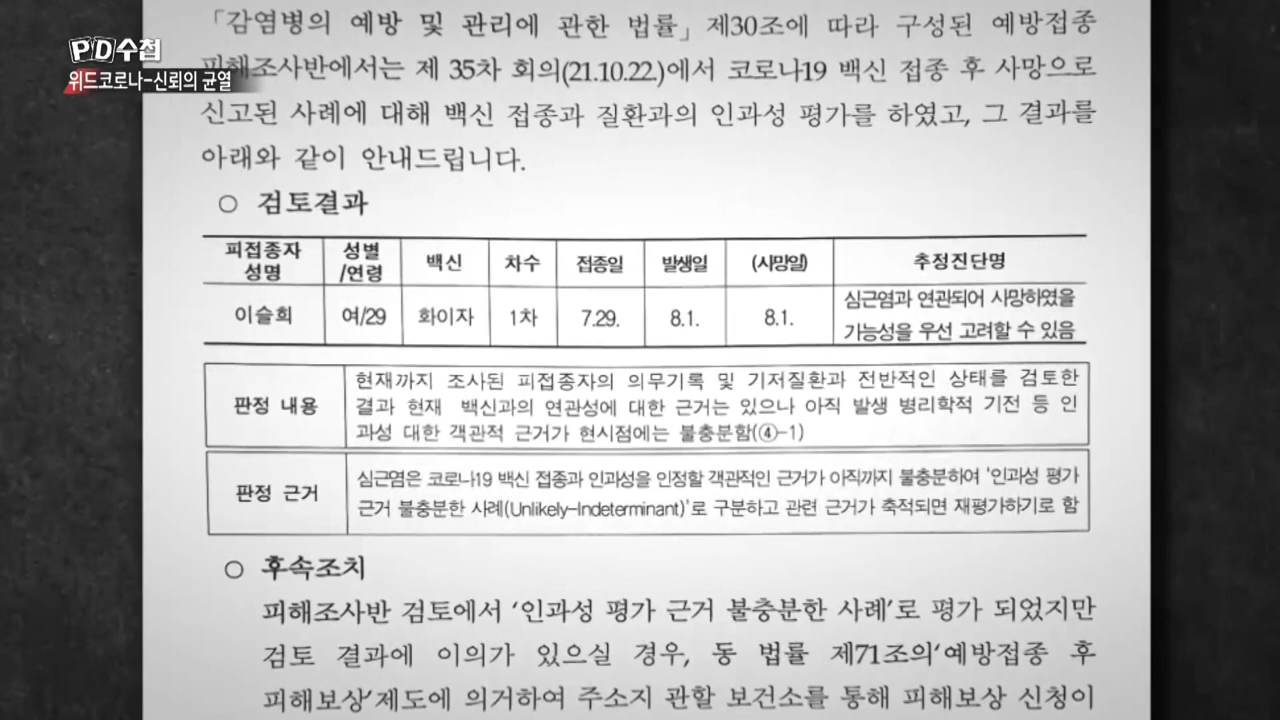 PD수첩
위드코로나-신뢰의 균열
「감염병의 예방 및 관리에 관한 법률」 제30조에 따라 구성된 예방접종
피해조사반에서는 제 35차 회의(21.10.22.)에서 코로나19 백신 접종 후 사망으로
신고된 사례에 대해 백신 접종과 질환과의 인과성 평가를 하였고, 그 결과를
아래와 같이 안내드립니다.
○ 검토결과
피접종자 성명 성별/연령 백신 차수 접종일 발생일 (사망일) 추정진단명
이슬희 여/29 화이자 1차 7.29. 8.1. 8.1. 심근염과 연관되어 사망하였을
가능성을 우선 고려할 수 있음
판정 내용
현재까지 조사된 피접종자의 의무기록 및 기저질환과 전반적인 상태를 검토한
결과 현재 백신과의 연관성에 대한 근거는 있으나 아직 발생 병리학적 기전 등 인
과성 대한 객관적 근거가 현시점에는 불충분함(④-1)
판정 근거
심근염은 코로나19 백신 접종과 인과성을 인정할 객관적인 근거가 아직까지 불충분하여 '인과성 평가
근거 불충분한 사례(Unlikely-Indeterminant)'로 구분하고 관련 근거가 축적되면 재평가하기로 함
○ 후속조치
피해조사반 검토에서 '인과성 평가 근거 불충분한 사례'로 평가 되었지만
검토 결과에 이의가 있으실 경우, 동 법률 제71조의'예방접종 후
피해보상'제도에 의거하여 주소지 관할 보건소를 통해 피해보상 신청이